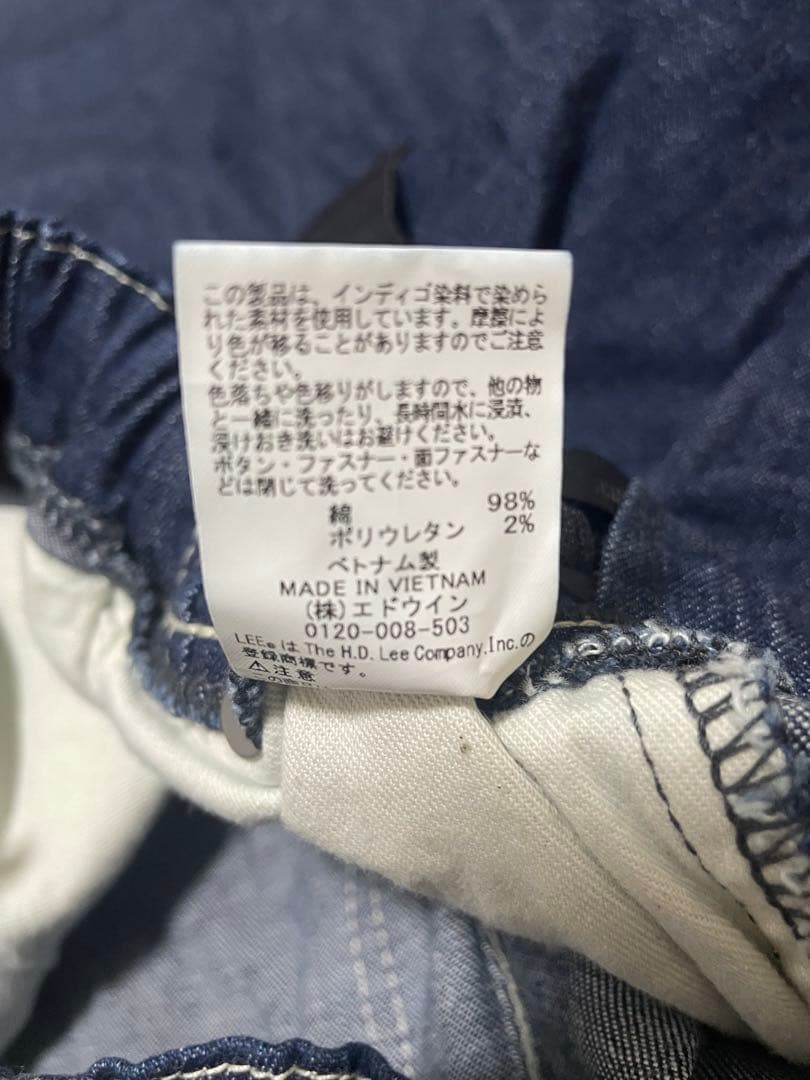 この製品は、インディゴ染料で染めら
れた素材を使用しています。摩擦によ
り色が移ることがありますのでご注意
ください。
色落ちや色移りがしますので、他の物
と一緒に洗ったり、長時間水に浸漬、
浸けおき洗いはお避けください。
ボタン・ファスナー・面ファスナーな
どは閉じて洗ってください。
綿 98%
ポリウレタン 2%
ベトナム製
MADE IN VIETNAM
(株)エドウイン
0120-008-503
LEE®は The H.D. Lee Company,Inc.の
登録商標です。
⚠注意